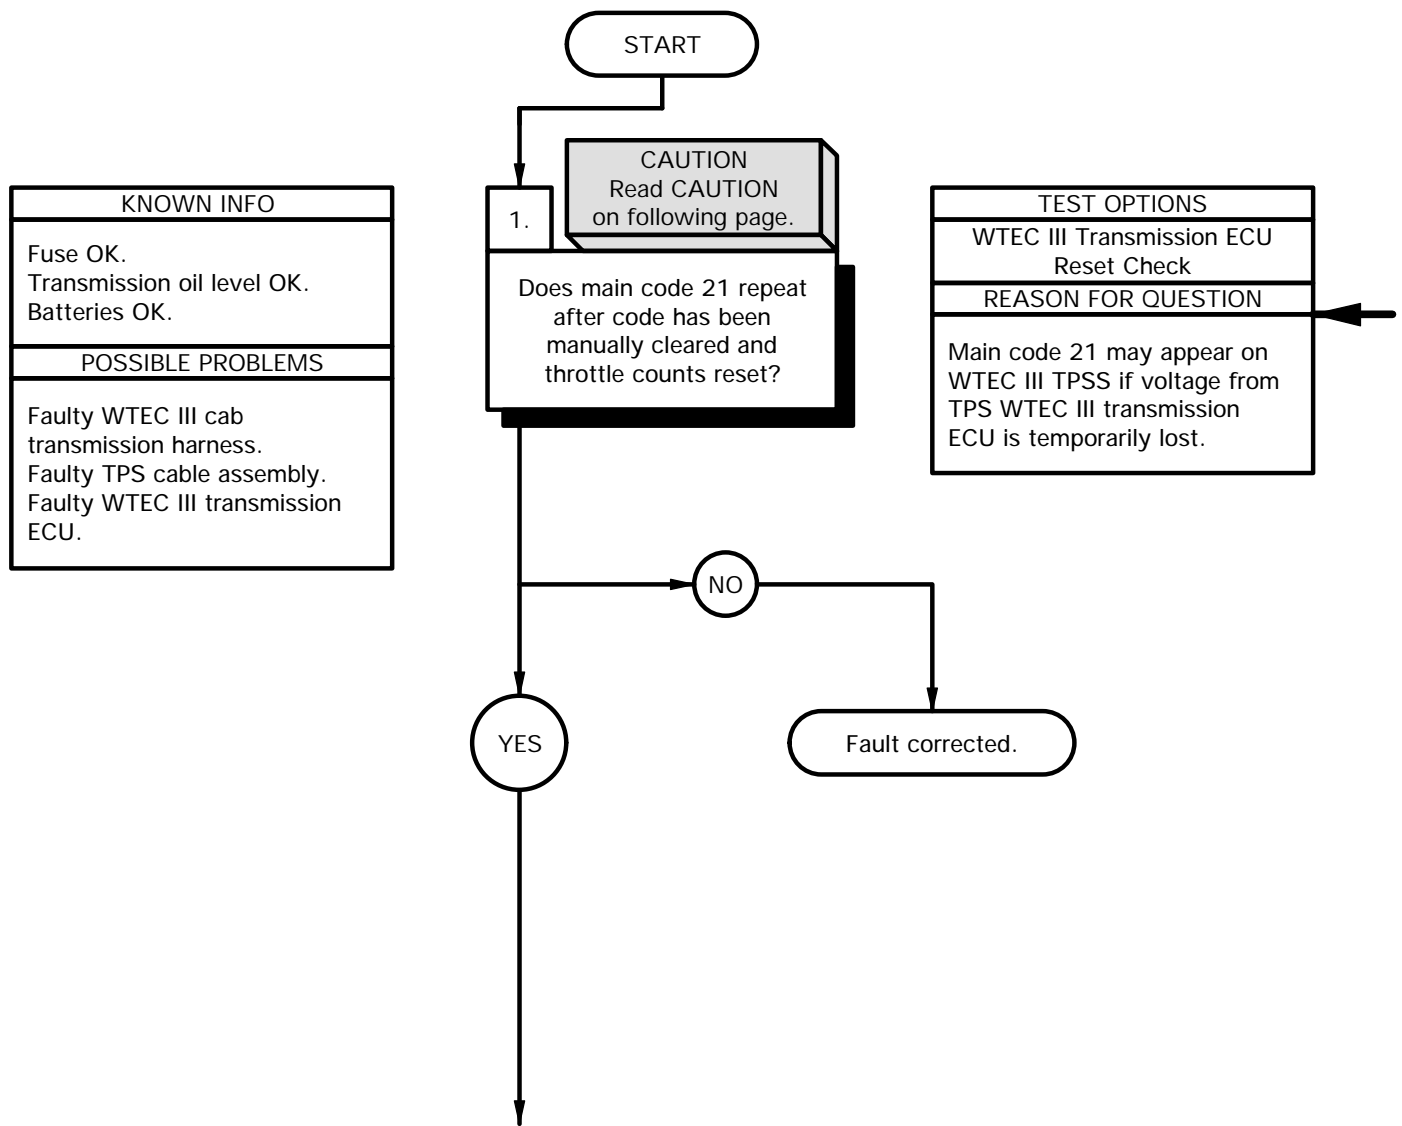 START
CAUTION
Read CAUTION
on following page.
KNOWN INFO
Fuse OK.
Transmission oil level OK.
Batteries OK.
POSSIBLE PROBLEMS
Faulty WTEC III cab
transmission harness.
Faulty TPS cable assembly.
Faulty WTEC III transmission
ECU.
1.
Does main code 21 repeat
after code has been
manually cleared and
throttle counts reset?
TEST OPTIONS
WTEC III Transmission ECU
Reset Check
REASON FOR QUESTION
Main code 21 may appear on
WTEC III TPSS if voltage from
TPS WTEC III transmission
ECU is temporarily lost.
NO
YES
Fault corrected.